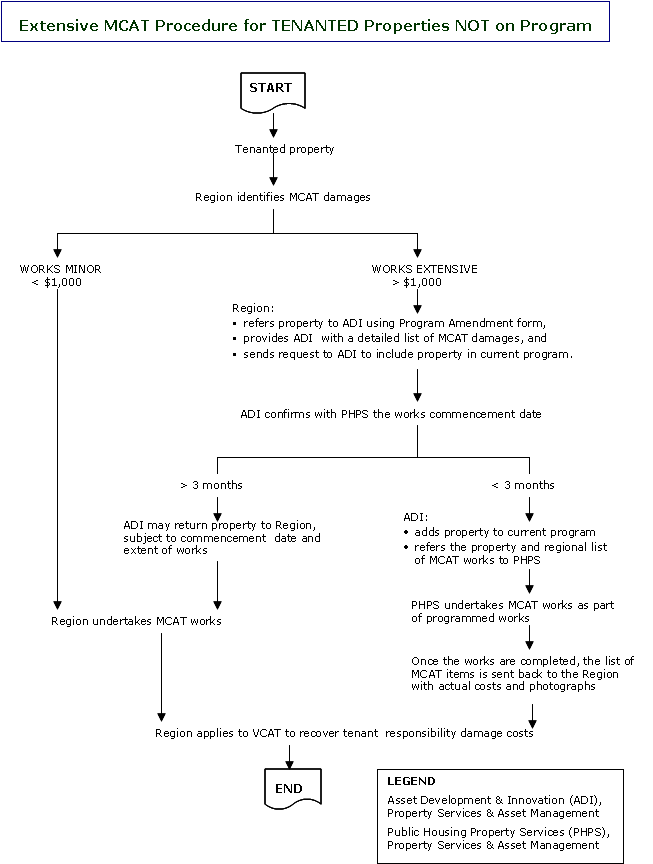 Extensive MCAT Procedure for TENANTED Properties NOT on Program
START
Tenanted property
Region identifies MCAT damages
WORKS MINOR
< $1,000
WORKS EXTENSIVE
> $1,000
Region:
• refers property to ADI using Program Amendment form,
• provides ADI with a detailed list of MCAT damages, and
• sends request to ADI to include property in current program.
ADI confirms with PHPS the works commencement date
> 3 months
< 3 months
ADI may return property to Region,
subject to commencement date and
extent of works
ADI:
• adds property to current program
• refers the property and regional list
of MCAT works to PHPS
PHPS undertakes MCAT works as part
of programmed works
Region undertakes MCAT works
Once the works are completed, the list of
MCAT items is sent back to the Region
with actual costs and photographs
Region applies to VCAT to recover tenant responsibility damage costs
END
LEGEND
Asset Development & Innovation (ADI),
Property Services & Asset Management
Public Housing Property Services (PHPS),
Property Services & Asset Management